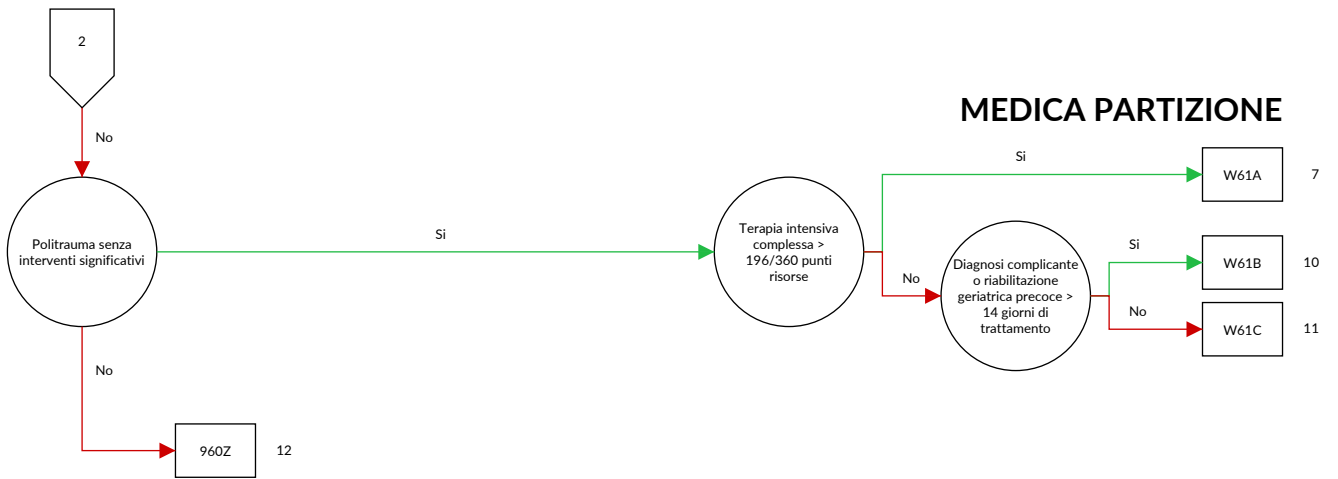 2
No
MEDICA PARTIZIONE
Si
W61A
7
Politrauma senza
interventi significativi
Si
Terapia intensiva
complessa >
196/360 punti
risorse
No
Diagnosi complicante
o riabilitazione
geriatrica precoce >
14 giorni di
trattamento
Si
W61B
10
No
W61C
11
No
960Z
12